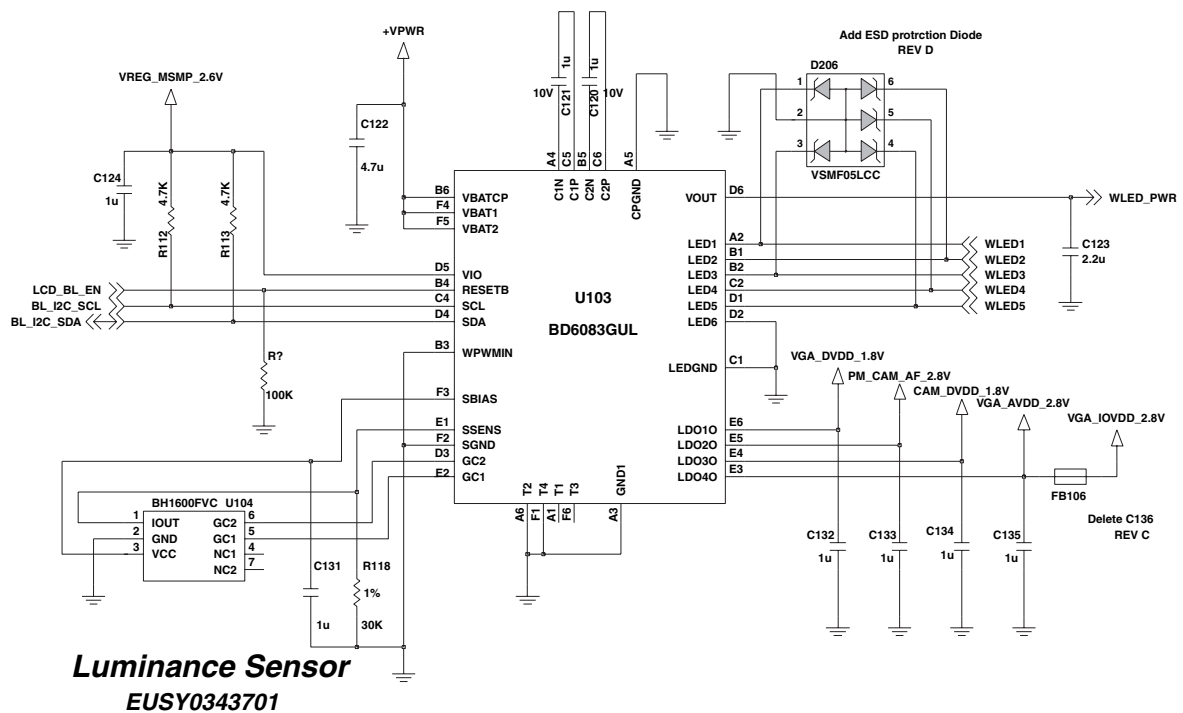 +VPWR
VREG_MSMP_2.6V
C122
4.7u
C124
1u
4.7K
R112
4.7K
R113
1u
C121
10V
1u
C120
10V
A4
C5
B5
C6
A5
C1N
C1P
C2N
C2P
CPGND
Add ESD protrction Diode
REV D
D206
1
6
2
5
3
4
VSMF05LCC
B6 VBATCP
F4 VBAT1
F5 VBAT2
D5 VIO
LCD_BL_EN B4 RESETB
BL_I2C_SCL C4 SCL
BL_I2C_SDA D4 SDA
B3 WPWMIN
F3 SBIAS
E1 SSENS
F2 SGND
D3 GC2
E2 GC1
U103
BD6083GUL
VOUT D6 WLED_PWR
C123
2.2u
LED1 A2 WLED1
LED2 B1 WLED2
LED3 B2 WLED3
LED4 C2 WLED4
LED5 D1 WLED5
LED6 D2
LEDGND C1
LDO1O E6
LDO2O E5
LDO3O E4
LDO4O E3
VGA_DVDD_1.8V
PM_CAM_AF_2.8V
CAM_DVDD_1.8V
VGA_AVDD_2.8V
VGA_IOVDD_2.8V
FB106
Delete C136
REV C
R?
100K
T2
T4
T1
T3
GND1
A6
F1
A1
F6
A3
BH1600FVC U104
1 IOUT GC2 6
2 GND GC1 5
3 VCC NC1 4
NC2 7
C131
1u
R118
1%
30K
C132
1u
C133
1u
C134
1u
C135
1u
Luminance Sensor
EUSY0343701